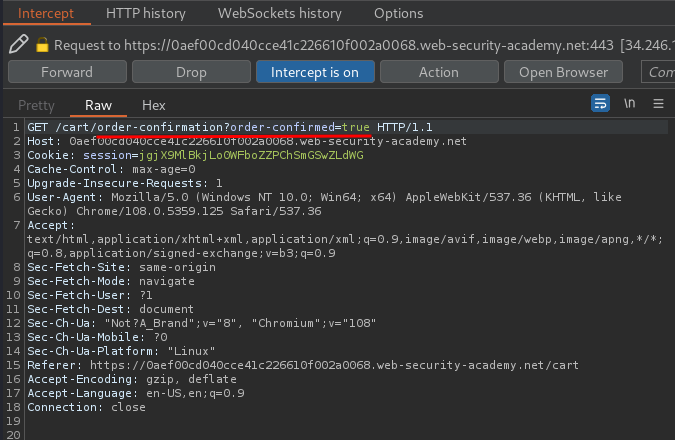 Intercept HTTP history WebSockets history Options
Request to https://0aef00cd040cce41c226610f002a0068.web-security-academy.net:443 [34.246.1
Forward Drop Intercept is on Action Open Browser Com
Pretty Raw Hex \n
1 GET /cart/order-confirmation?order-confirmed=true HTTP/1.1
2 Host: 0aef00cd040cce41c226610f002a0068.web-security-academy.net
3 Cookie: session=jgjX9MlBkjLoOWFboZZPChSmGSwZLdWG
4 Cache-Control: max-age=0
5 Upgrade-Insecure-Requests: 1
6 User-Agent: Mozilla/5.0 (Windows NT 10.0; Win64; x64) AppleWebKit/537.36 (KHTML, like
Gecko) Chrome/108.0.5359.125 Safari/537.36
7 Accept:
text/html,application/xhtml+xml,application/xml;q=0.9,image/avif,image/webp,image/apng,*/*;
q=0.8,application/signed-exchange;v=b3;q=0.9
8 Sec-Fetch-Site: same-origin
9 Sec-Fetch-Mode: navigate
10 Sec-Fetch-User: ?1
11 Sec-Fetch-Dest: document
12 Sec-Ch-Ua: "Not?A_Brand";v="8", "Chromium";v="108"
13 Sec-Ch-Ua-Mobile: ?0
14 Sec-Ch-Ua-Platform: "Linux"
15 Referer: https://0aef00cd040cce41c226610f002a0068.web-security-academy.net/cart
16 Accept-Encoding: gzip, deflate
17 Accept-Language: en-US,en;q=0.9
18 Connection: close
19
20